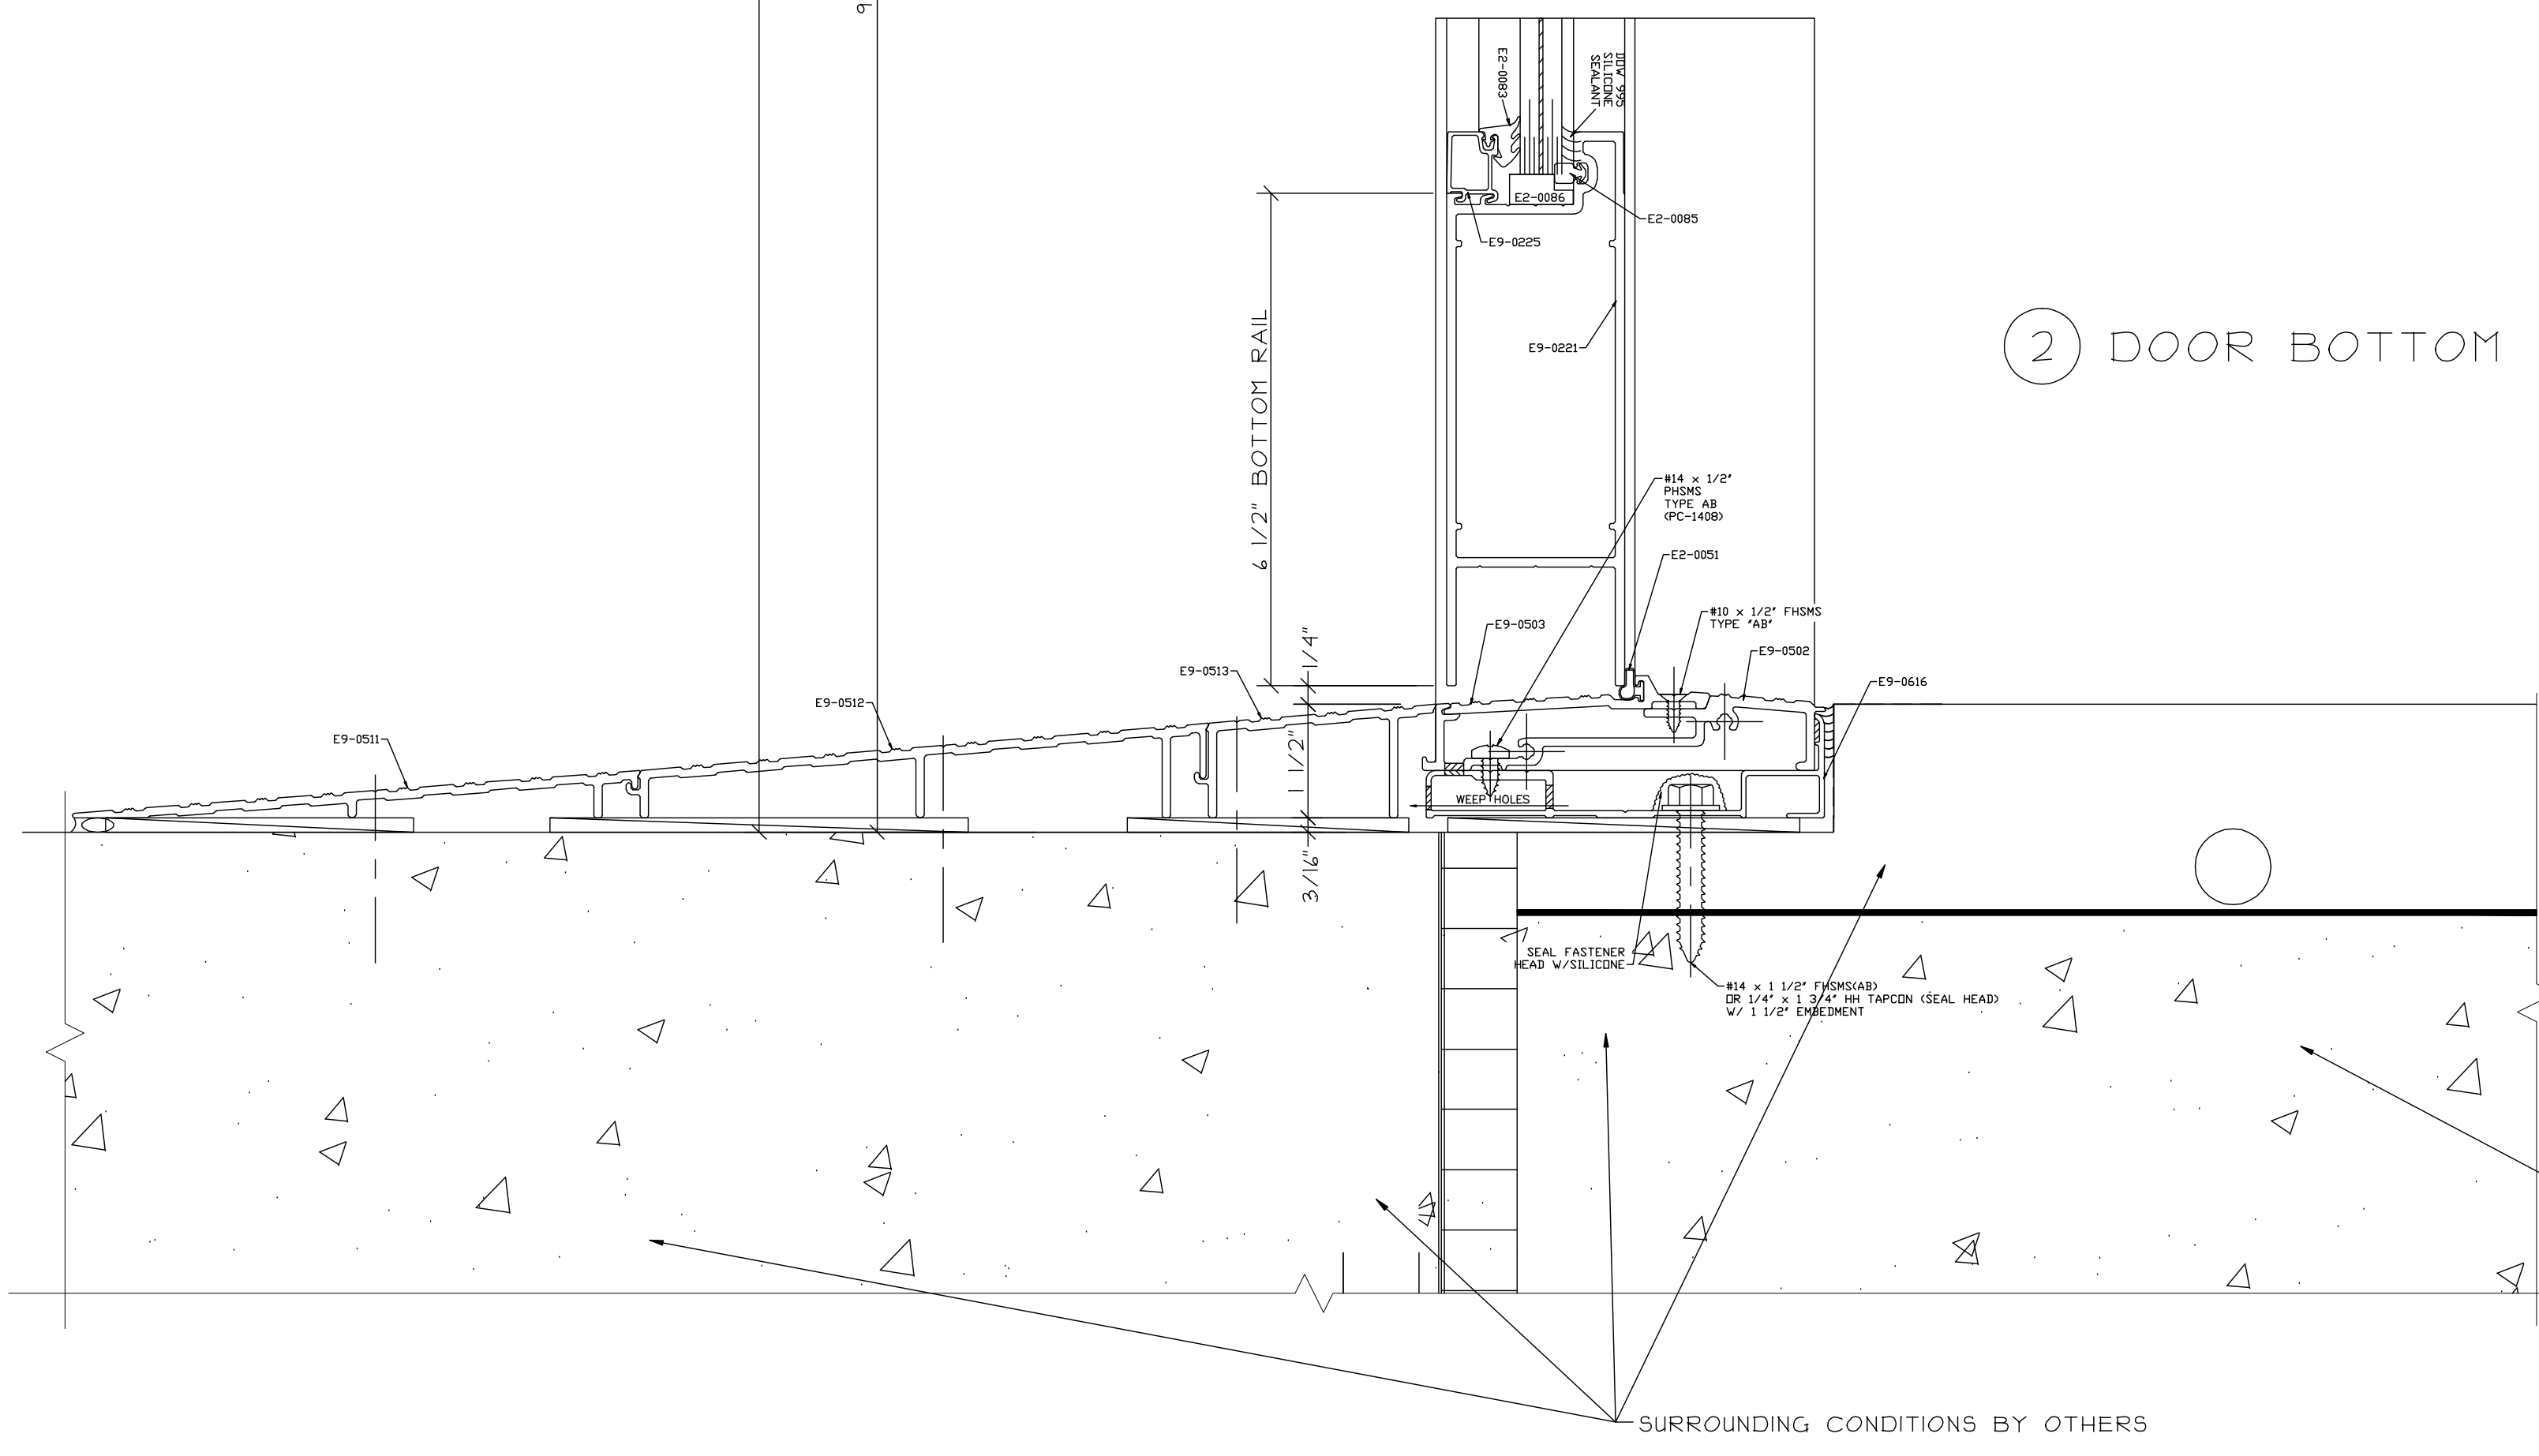 9
E2-0083
DOW 995
SILICONE
SEALANT
E2-0086
E2-0085
E9-0225
E9-0221
6 1/2" BOTTOM RAIL
2 DOOR BOTTOM
#14 x 1/2"
PHSMS
TYPE AB
(PC-1408)
E2-0051
#10 x 1/2" FHSMS
TYPE "AB"
E9-0503
1/4"
E9-0502
E9-0513
E9-0616
E9-0512
E9-0511
1 1/2"
WEEP HOLES
3/16"
SEAL FASTENER
HEAD W/SILICONE
#14 x 1 1/2" FHSMS(AB)
OR 1/4" x 1 3/4" HH TAPCON (SEAL HEAD)
W/ 1 1/2" EMBEDMENT
SURROUNDING CONDITIONS BY OTHERS